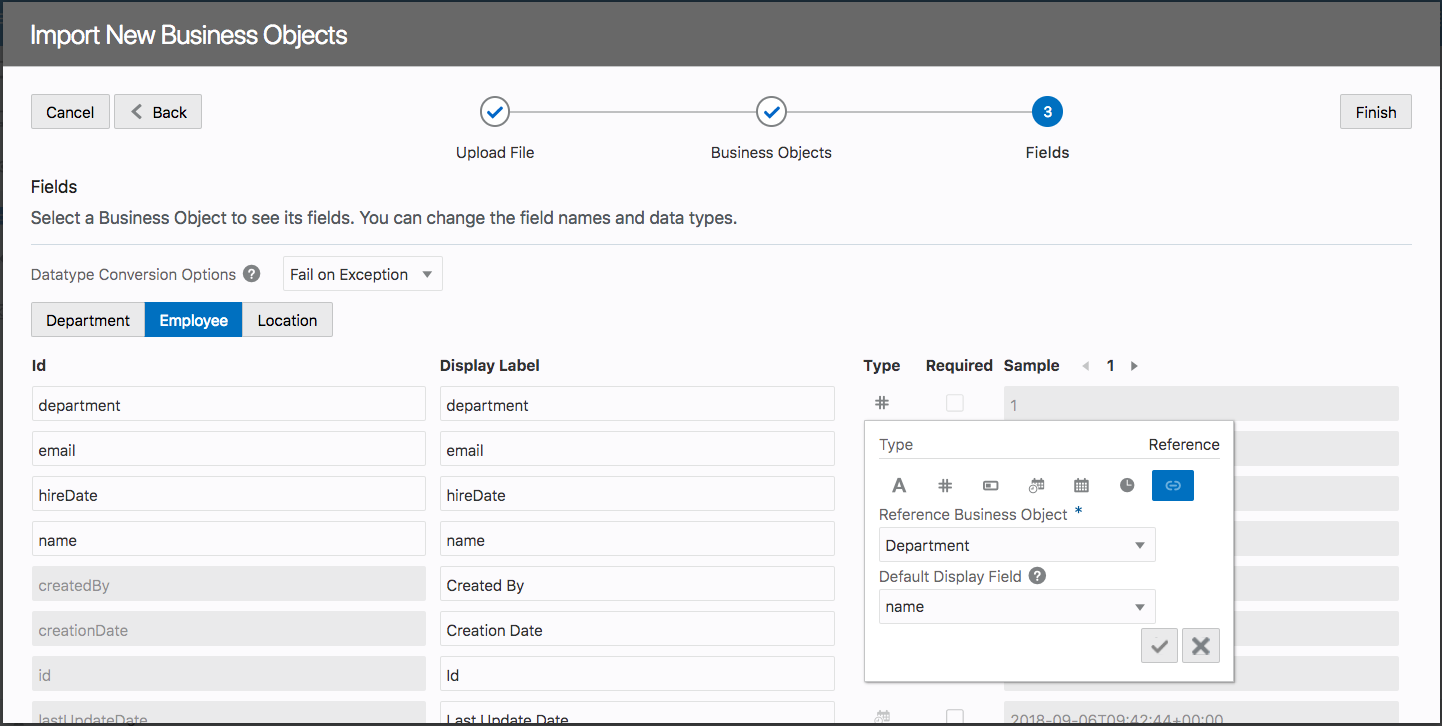 Import New Business Objects
Cancel
Back
Finish
3
Upload File
Business Objects
Fields
Fields
Select a Business Object to see its fields. You can change the field names and data types.
Datatype Conversion Options ?
Fail on Exception
Department
Employee
Location
Id
Display Label
Type
Required
Sample
1
department
department
#
1
email
email
hireDate
hireDate
name
name
createdBy
Created By
creationDate
Creation Date
id
Id
lastUpdateDate
Last Update Date
2018-09-06T09:42:44+00:00
Type
Reference
A
#
Reference Business Object *
Department
Default Display Field ?
name